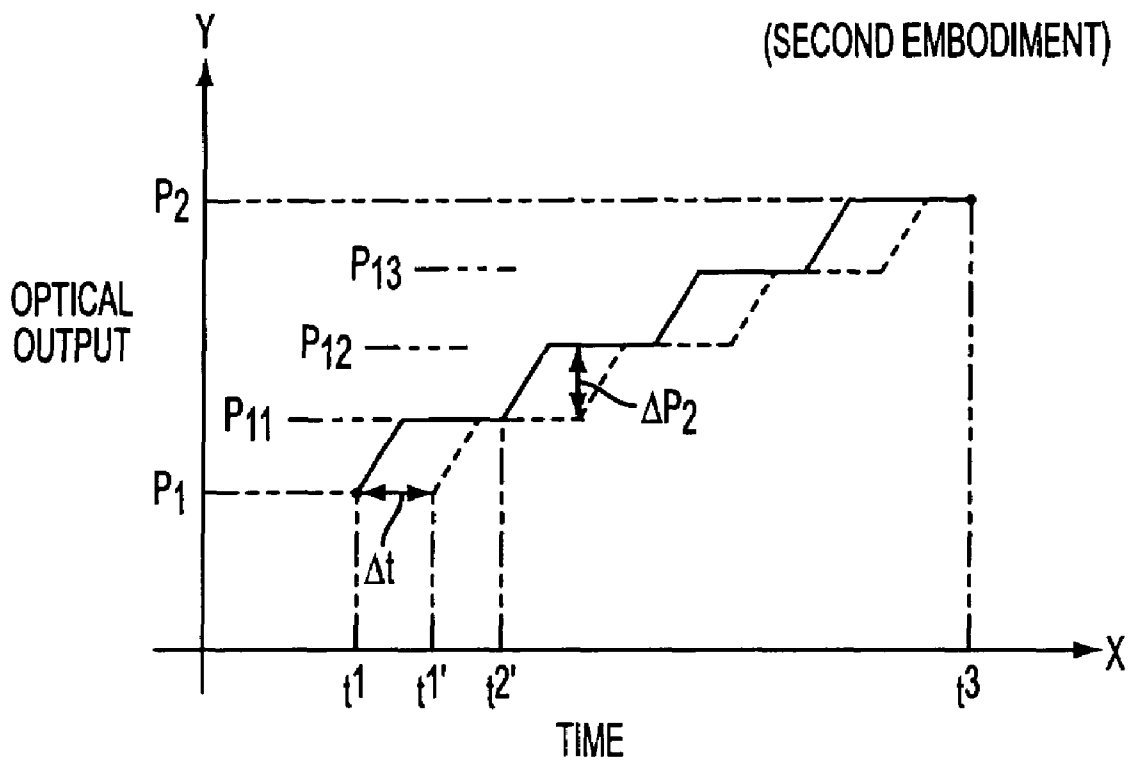 Y
(SECOND EMBODIMENT)
P2
P13
OPTICAL
OUTPUT
P12
P11
ΔP2
P1
Δt
X
t1
t1'
t2'
t3
TIME